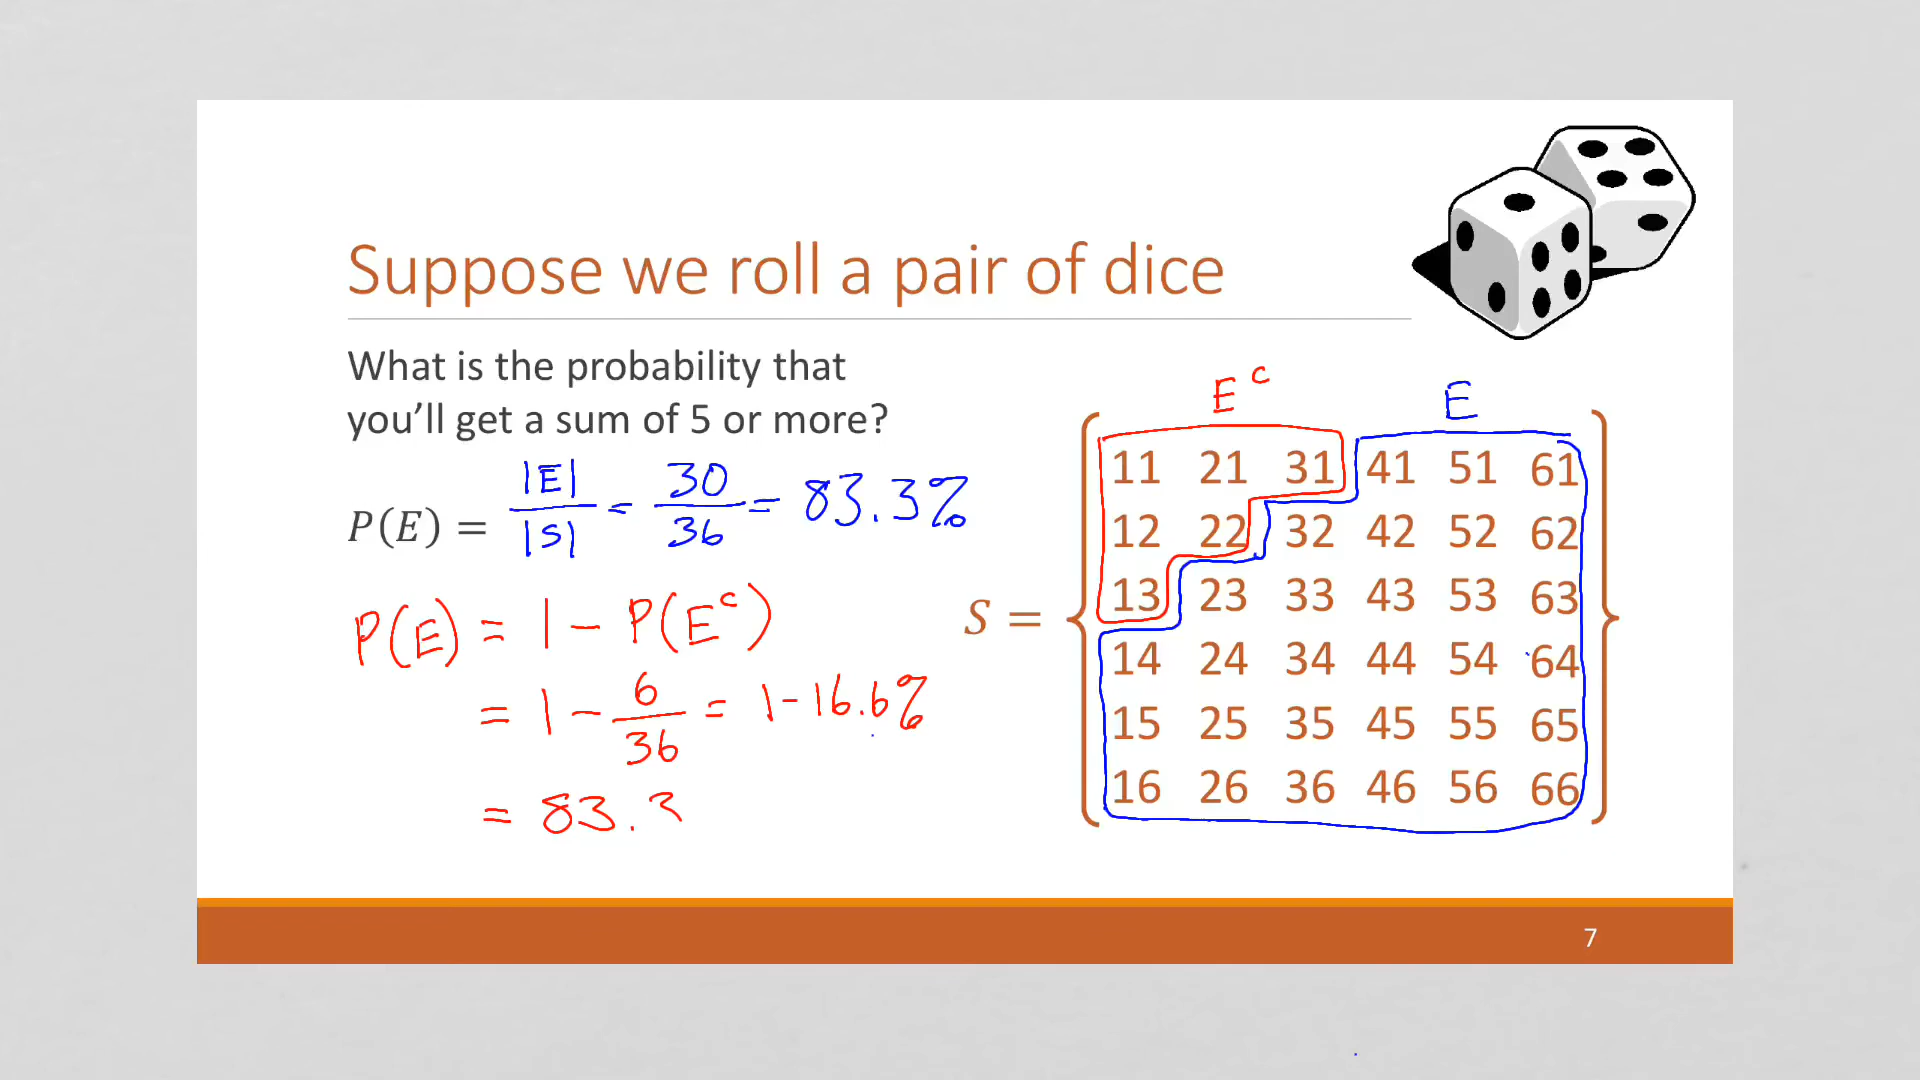 Suppose we roll a pair of dice
What is the probability that
you'll get a sum of 5 or more?
P(E) = |E| / |S| = 30 / 36 = 83.3%
P(E) = 1 - P(E^c)
= 1 - 6 / 36 = 1 - 16.6%
= 83.3
E^c E
S =
11 21 31 41 51 61
12 22 32 42 52 62
13 23 33 43 53 63
14 24 34 44 54 64
15 25 35 45 55 65
16 26 36 46 56 66
7